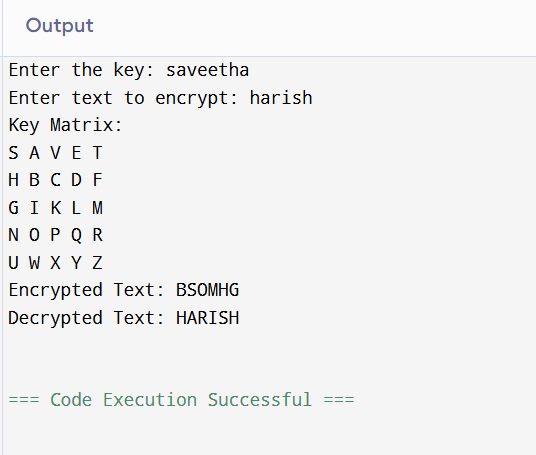 Output
Enter the key: saveetha
Enter text to encrypt: harish
Key Matrix:
S A V E T
H B C D F
G I K L M
N O P Q R
U W X Y Z
Encrypted Text: BSOMHG
Decrypted Text: HARISH
=== Code Execution Successful ===